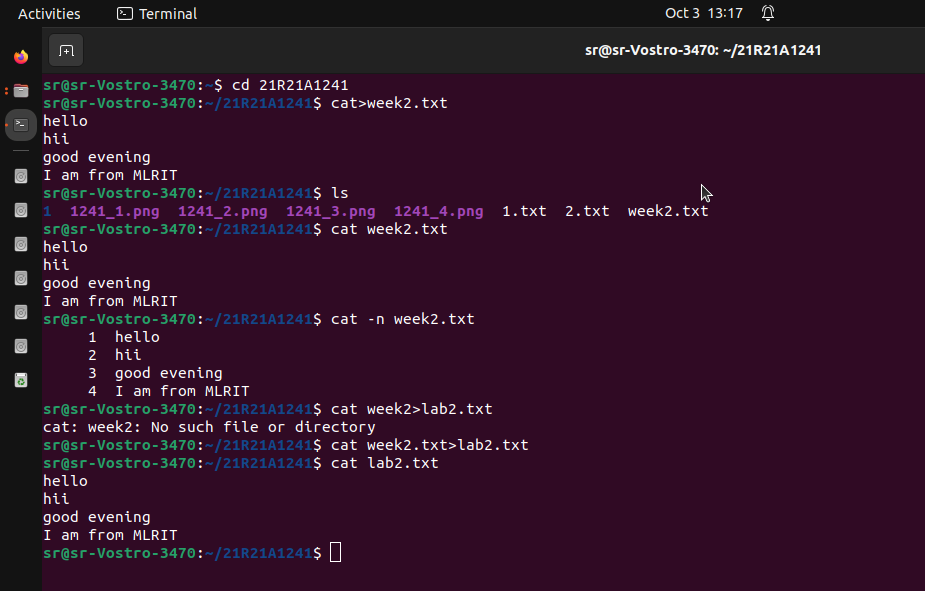 Activities Terminal Oct 3 13:17
sr@sr-Vostro-3470: ~/21R21A1241
sr@sr-Vostro-3470:~$ cd 21R21A1241
sr@sr-Vostro-3470:~/21R21A1241$ cat>week2.txt
hello
hii
good evening
I am from MLRIT
sr@sr-Vostro-3470:~/21R21A1241$ ls
1  1241_1.png  1241_2.png  1241_3.png  1241_4.png  1.txt  2.txt  week2.txt
sr@sr-Vostro-3470:~/21R21A1241$ cat week2.txt
hello
hii
good evening
I am from MLRIT
sr@sr-Vostro-3470:~/21R21A1241$ cat -n week2.txt
     1  hello
     2  hii
     3  good evening
     4  I am from MLRIT
sr@sr-Vostro-3470:~/21R21A1241$ cat week2>lab2.txt
cat: week2: No such file or directory
sr@sr-Vostro-3470:~/21R21A1241$ cat week2.txt>lab2.txt
sr@sr-Vostro-3470:~/21R21A1241$ cat lab2.txt
hello
hii
good evening
I am from MLRIT
sr@sr-Vostro-3470:~/21R21A1241$